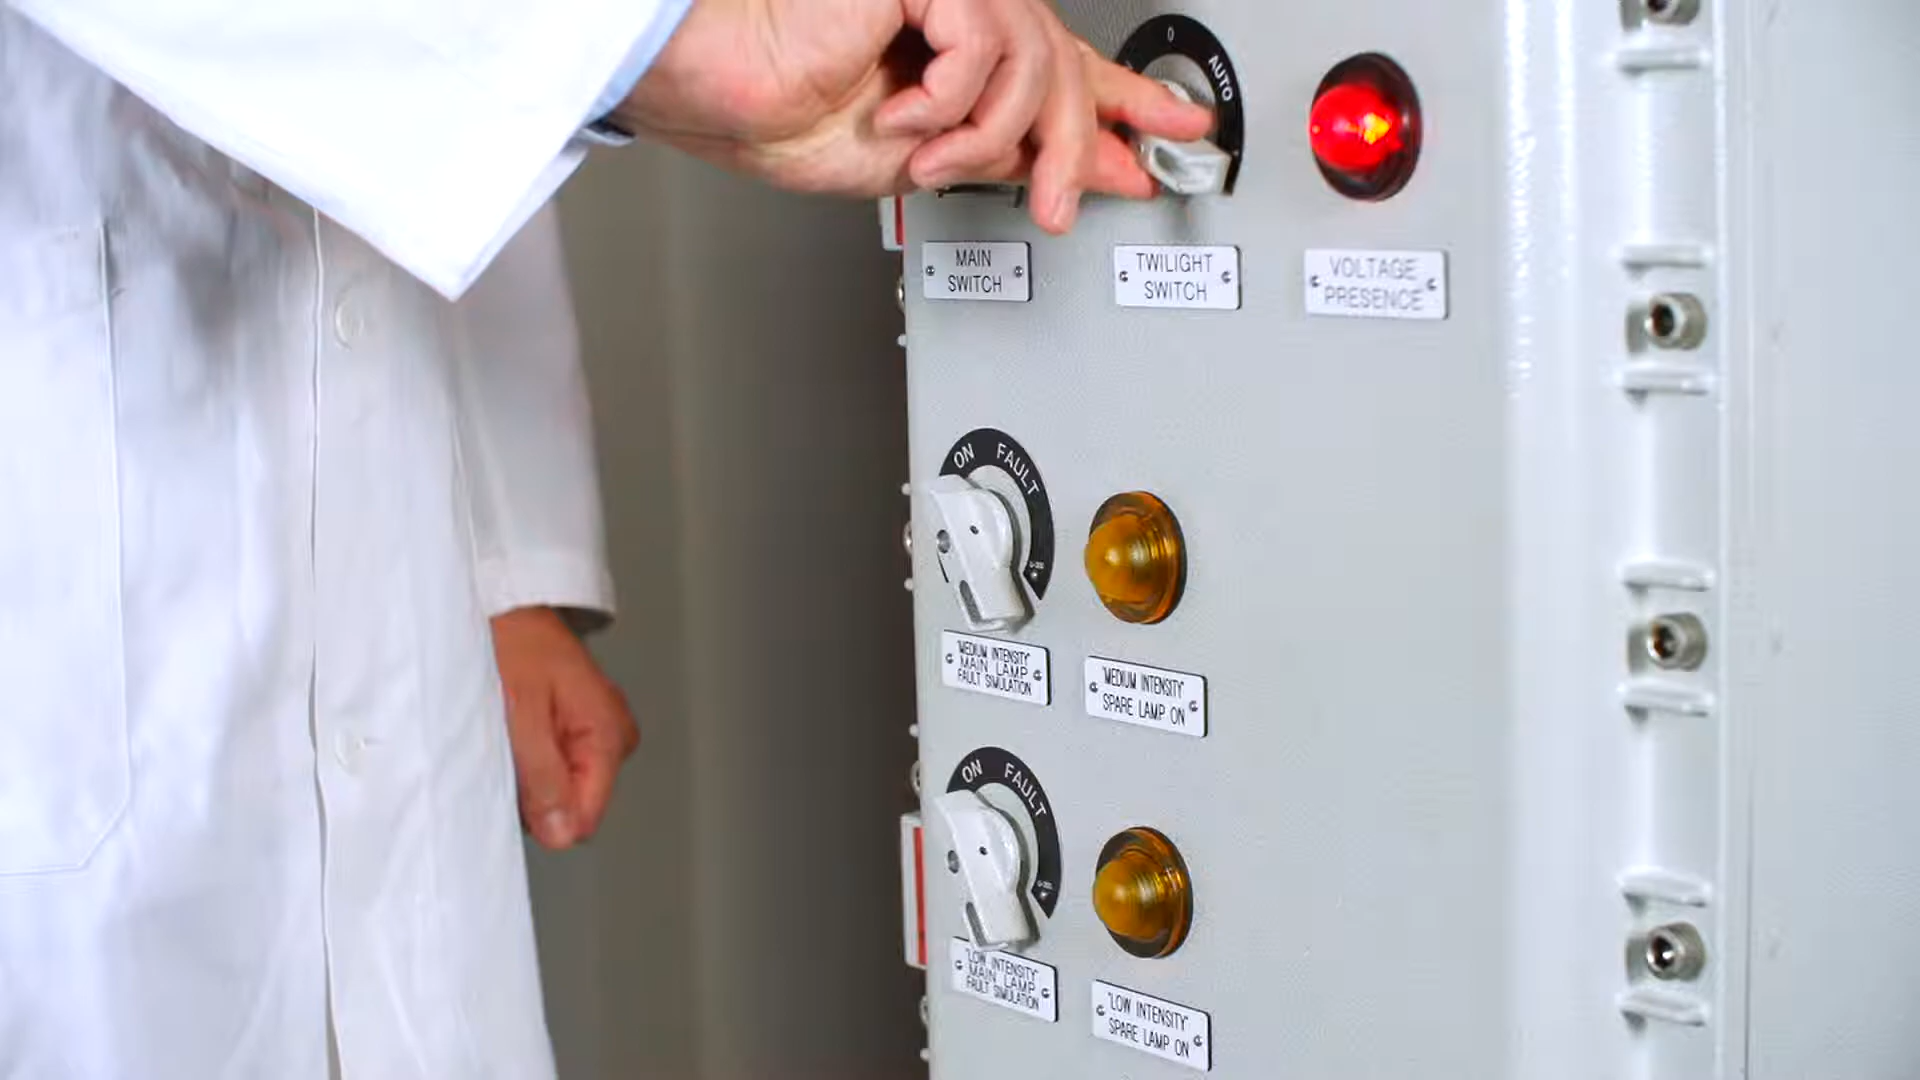 0
AUTO
MAIN
SWITCH
TWILIGHT
SWITCH
VOLTAGE
PRESENCE
ON FAULT
"MEDIUM INTENSITY"
MAIN LAMP
FAULT SIMULATION
"MEDIUM INTENSITY"
SPARE LAMP ON
ON FAULT
"LOW INTENSITY"
MAIN LAMP
FAULT SIMULATION
"LOW INTENSITY"
SPARE LAMP ON